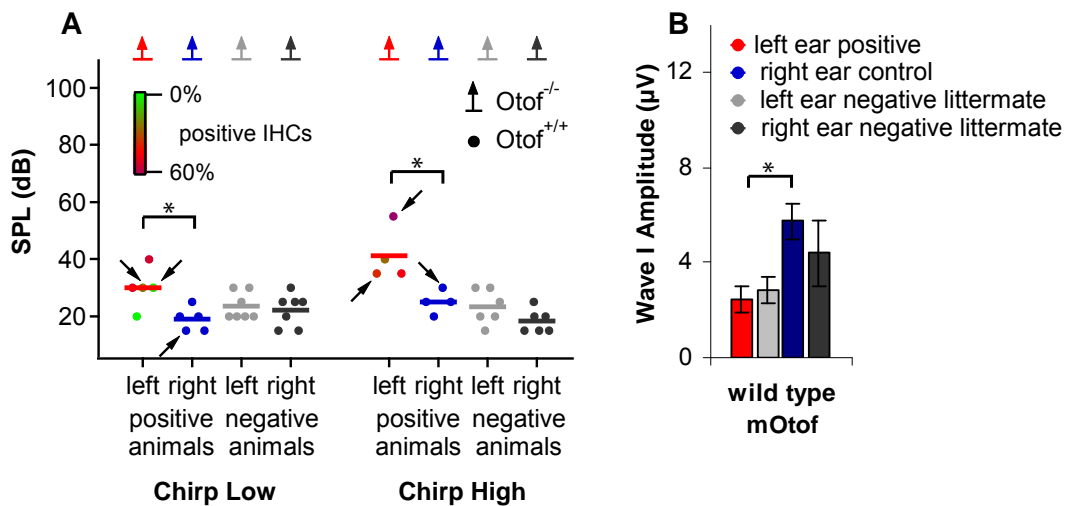 A
100
80
60
40
20
SPL (dB)
0%
positive IHCs
60%
Otof-/-
Otof+/+
*
*
left right left right
positive negative
animals animals
Chirp Low
left right left right
positive negative
animals animals
Chirp High
B
Wave I Amplitude (µV)
12
8
4
0
left ear positive
right ear control
left ear negative littermate
right ear negative littermate
*
wild type
mOtof